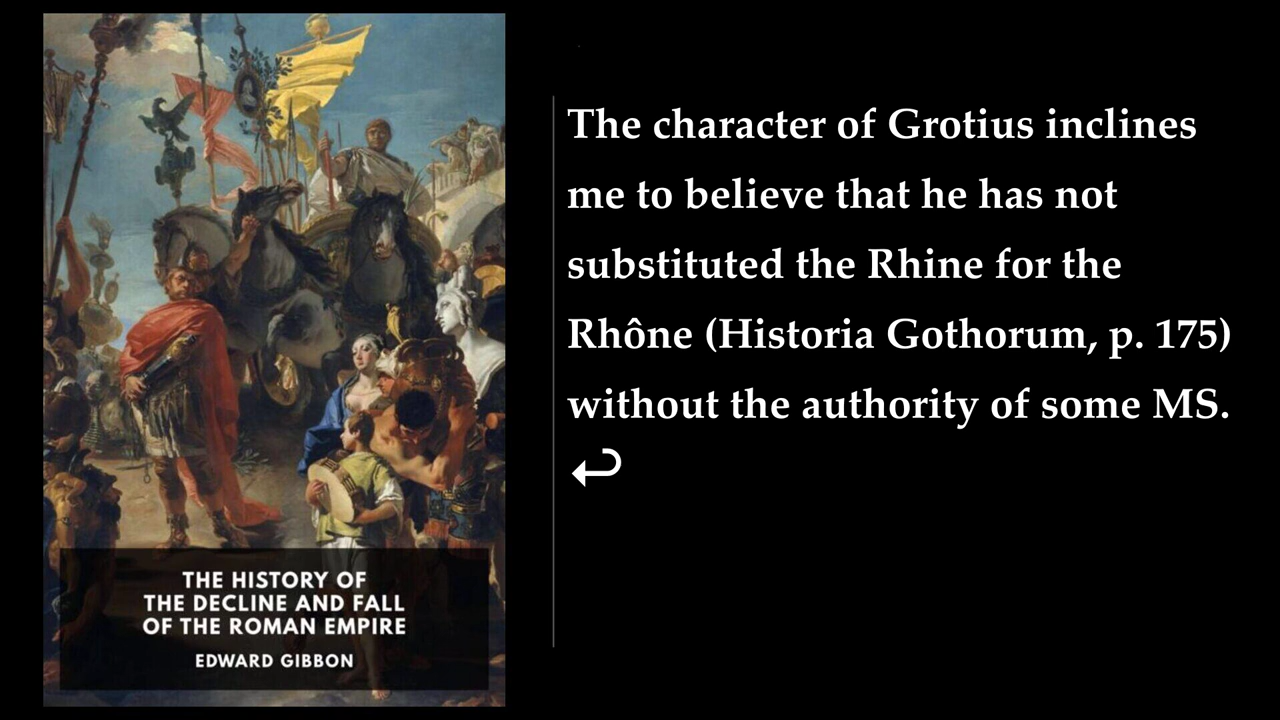 The character of Grotius inclines
me to believe that he has not
substituted the Rhine for the
Rhône (Historia Gothorum, p. 175)
without the authority of some MS.
↩
THE HISTORY OF
THE DECLINE AND FALL
OF THE ROMAN EMPIRE
EDWARD GIBBON